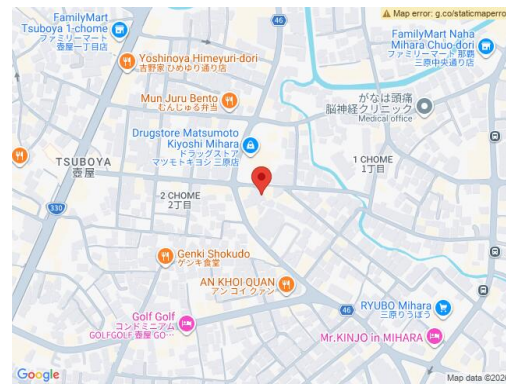 FamilyMart
Tsuboya 1-chome
ファミリーマート
壺屋一丁目店
46
Map error: g.co/staticmaperro
FamilyMart Naha
Mihara Chuo-dori
ファミリーマート 那覇
三原中央通り店
Yoshinoya Himeyuri-dori
吉野家 ひめゆり通り店
Mun Juru Bento
むんじゅる弁当
がなは頭痛
脳神経クリニック
Medical office
Drugstore Matsumoto
Kiyoshi Mihara
ドラッグストア
マツモトキヨシ 三原店
TSUBOYA
壺屋
1 CHOME
1丁目
2 CHOME
2丁目
330
Genki Shokudo
ゲンキ食堂
AN KHOI QUAN
アン コイ クァン
Golf Golf
コンドミニアム
GOLFGOLF 壺屋 GO…
46
RYUBO Mihara
三原りうぼう
Mr.KINJO in MIHARA
Google
Map data ©2026